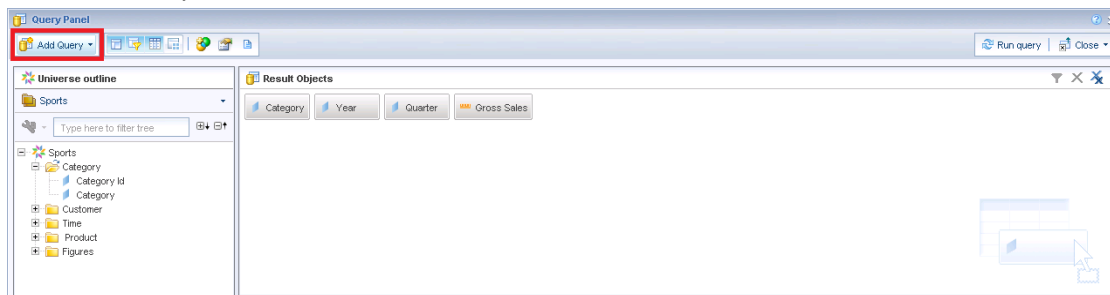 Query Panel
Add Query
Run query
Close
Universe outline
Result Objects
Sports
Category
Year
Quarter
Gross Sales
Type here to filter tree
Sports
Category
Category Id
Category
Customer
Time
Product
Figures